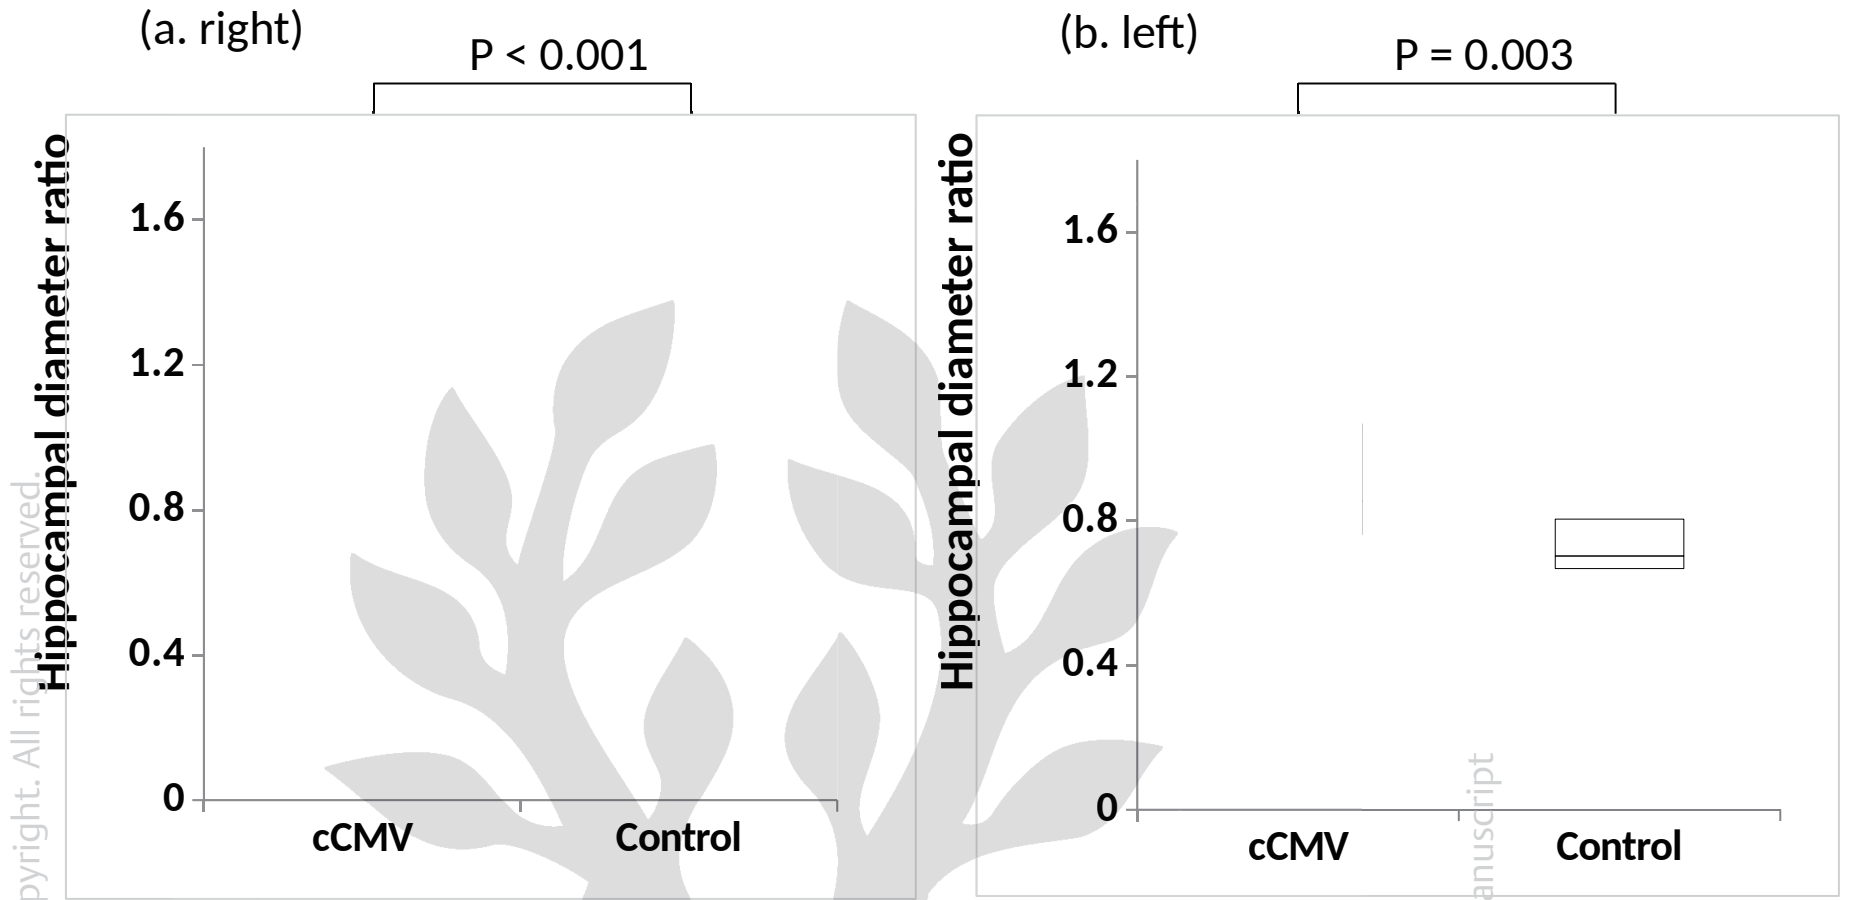 (a. right)
P < 0.001
Hippocampal diameter ratio
1.6
1.2
0.8
0.4
0
cCMV
Control
(b. left)
P = 0.003
Hippocampal diameter ratio
1.6
1.2
0.8
0.4
0
cCMV
Control
pyright. All rights reserved.
anuscript